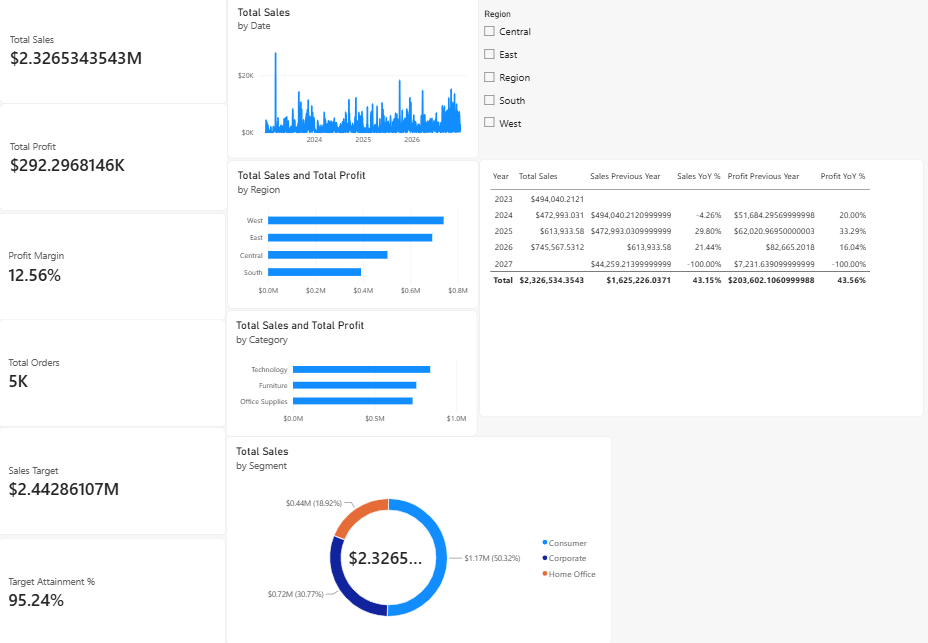 Total Sales
$2.3265343543M
Total Profit
$292.2968146K
Profit Margin
12.56%
Total Orders
5K
Sales Target
$2.44286107M
Target Attainment %
95.24%
Total Sales
by Date
$20K
$0K
2024 2025 2026
Total Sales and Total Profit
by Region
West
East
Central
South
$0.0M $0.2M $0.4M $0.6M $0.8M
Total Sales and Total Profit
by Category
Technology
Furniture
Office Supplies
$0.0M $0.5M $1.0M
Total Sales
by Segment
$0.44M (18.92%)
$2.3265...
$1.17M (50.32%)
$0.72M (30.77%)
Consumer
Corporate
Home Office
Region
Central
East
Region
South
West
Year Total Sales Sales Previous Year Sales YoY % Profit Previous Year Profit YoY %
2023 $494,040.2121
2024 $472,993.031 $494,040.2120999999 -4.26% $51,684.29569999998 20.00%
2025 $613,933.58 $472,993.0309999999 29.80% $62,020.96950000003 33.29%
2026 $745,567.5312 $613,933.58 21.44% $82,665.2018 16.04%
2027 $44,259.21399999999 -100.00% $7,231.639099999999 -100.00%
Total $2,326,534.3543 $1,625,226.0371 43.15% $203,602.1060999988 43.56%